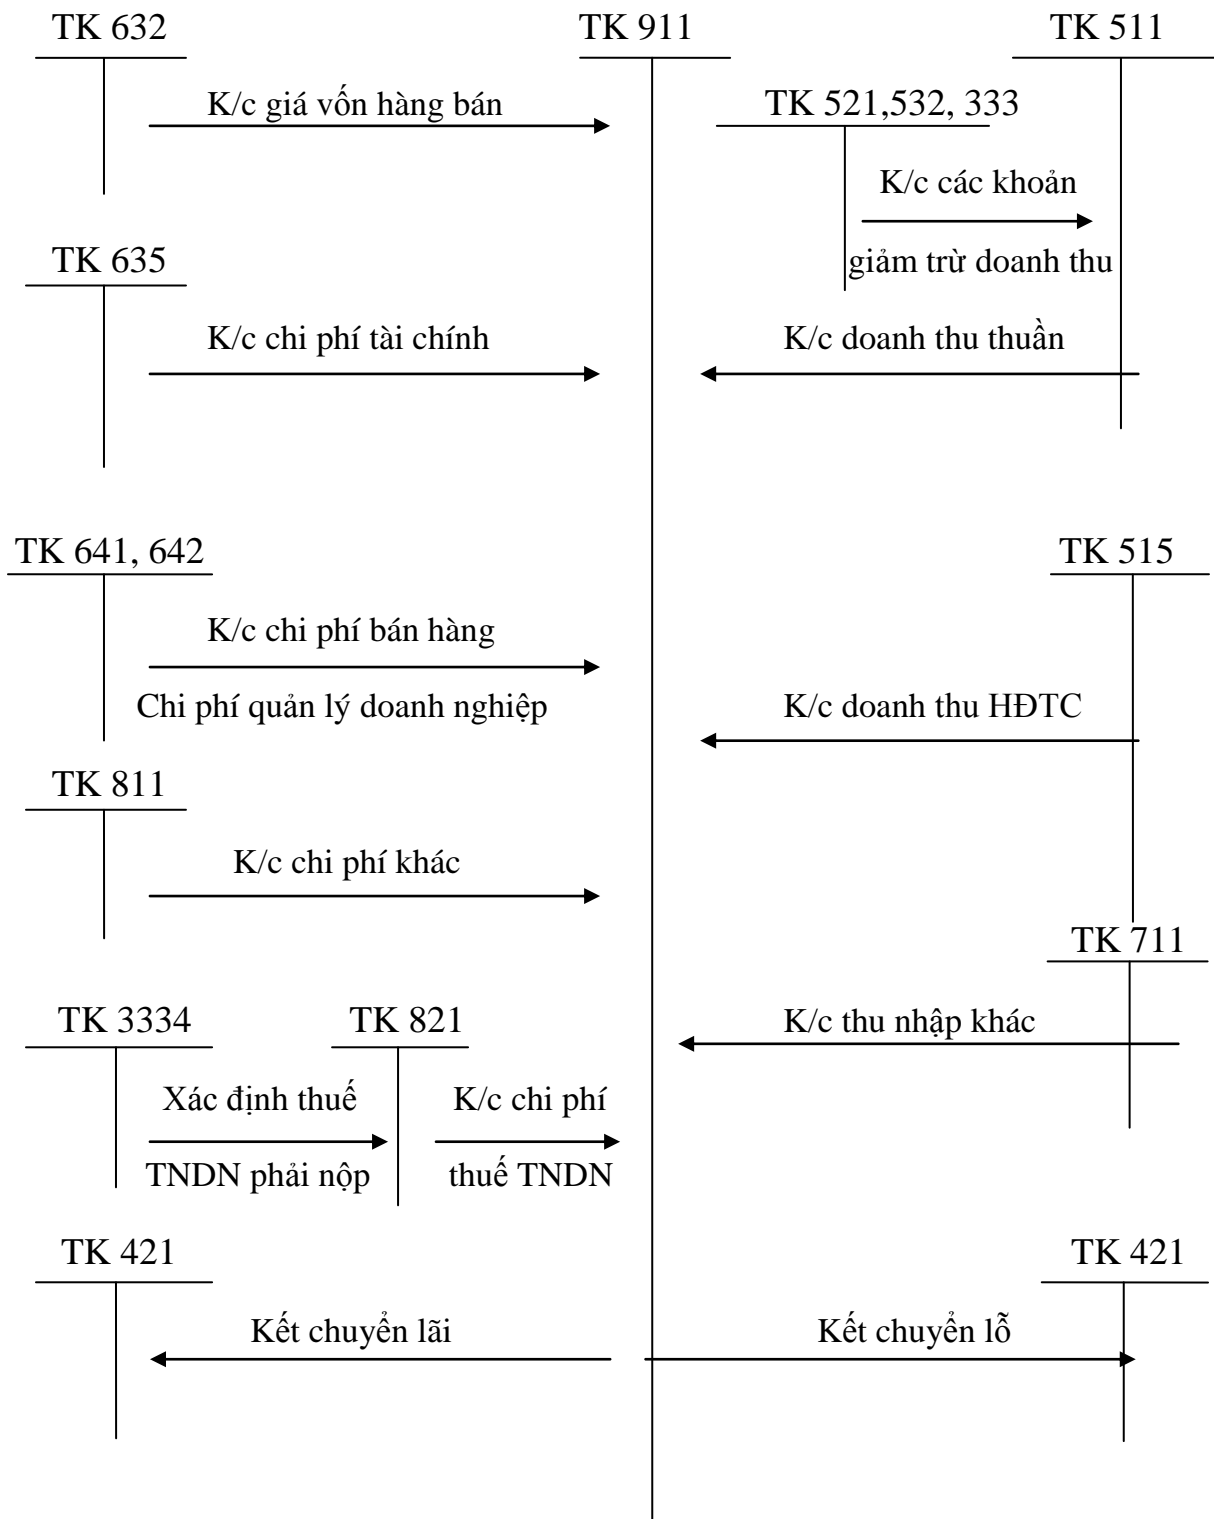 TK 632
TK 911
TK 511
K/c giá vốn hàng bán
TK 521,532, 333
K/c các khoản
giảm trừ doanh thu
TK 635
K/c chi phí tài chính
K/c doanh thu thuần
TK 641, 642
TK 515
K/c chi phí bán hàng
Chi phí quản lý doanh nghiệp
K/c doanh thu HĐTC
TK 811
K/c chi phí khác
TK 711
TK 3334
TK 821
K/c thu nhập khác
Xác định thuế
TNDN phải nộp
K/c chi phí
thuế TNDN
TK 421
TK 421
Kết chuyển lãi
Kết chuyển lỗ